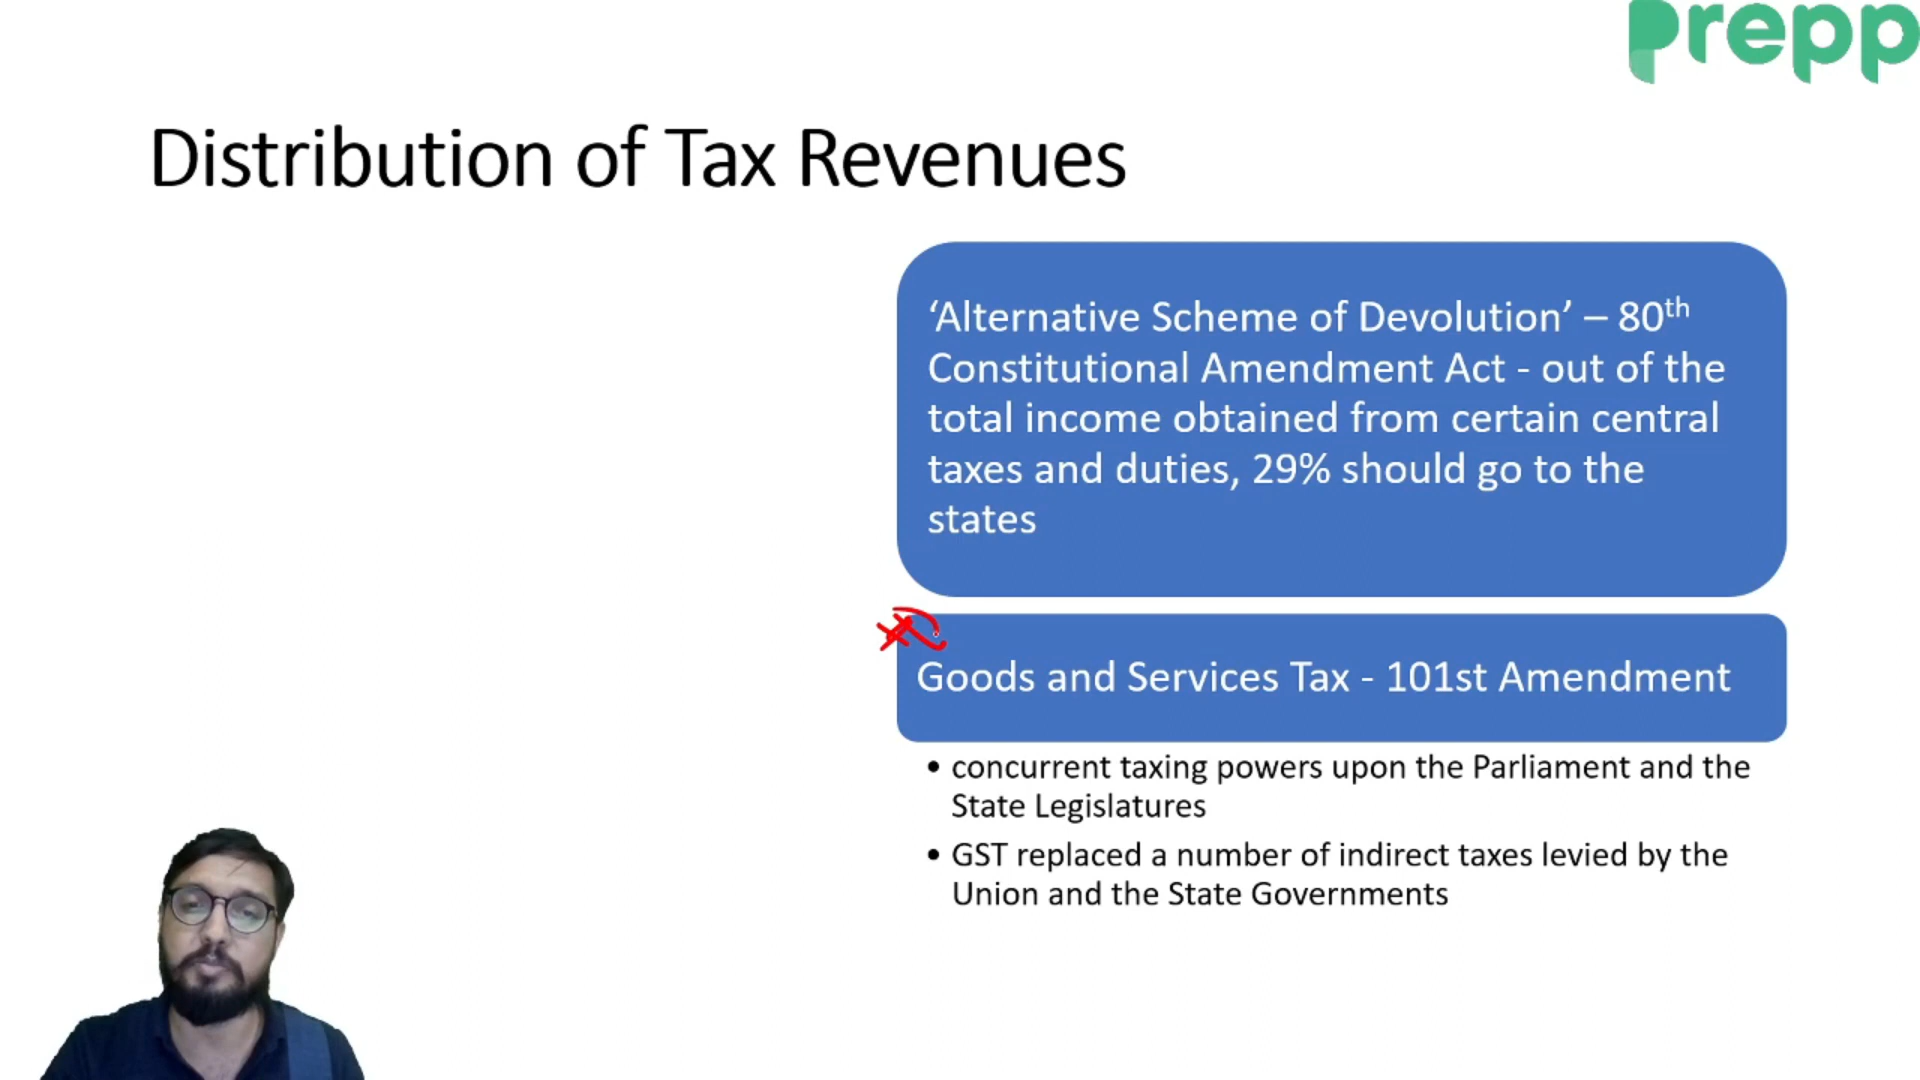 prepp
Distribution of Tax Revenues
‘Alternative Scheme of Devolution’ – 80th
Constitutional Amendment Act - out of the
total income obtained from certain central
taxes and duties, 29% should go to the
states
Goods and Services Tax - 101st Amendment
• concurrent taxing powers upon the Parliament and the
State Legislatures
• GST replaced a number of indirect taxes levied by the
Union and the State Governments